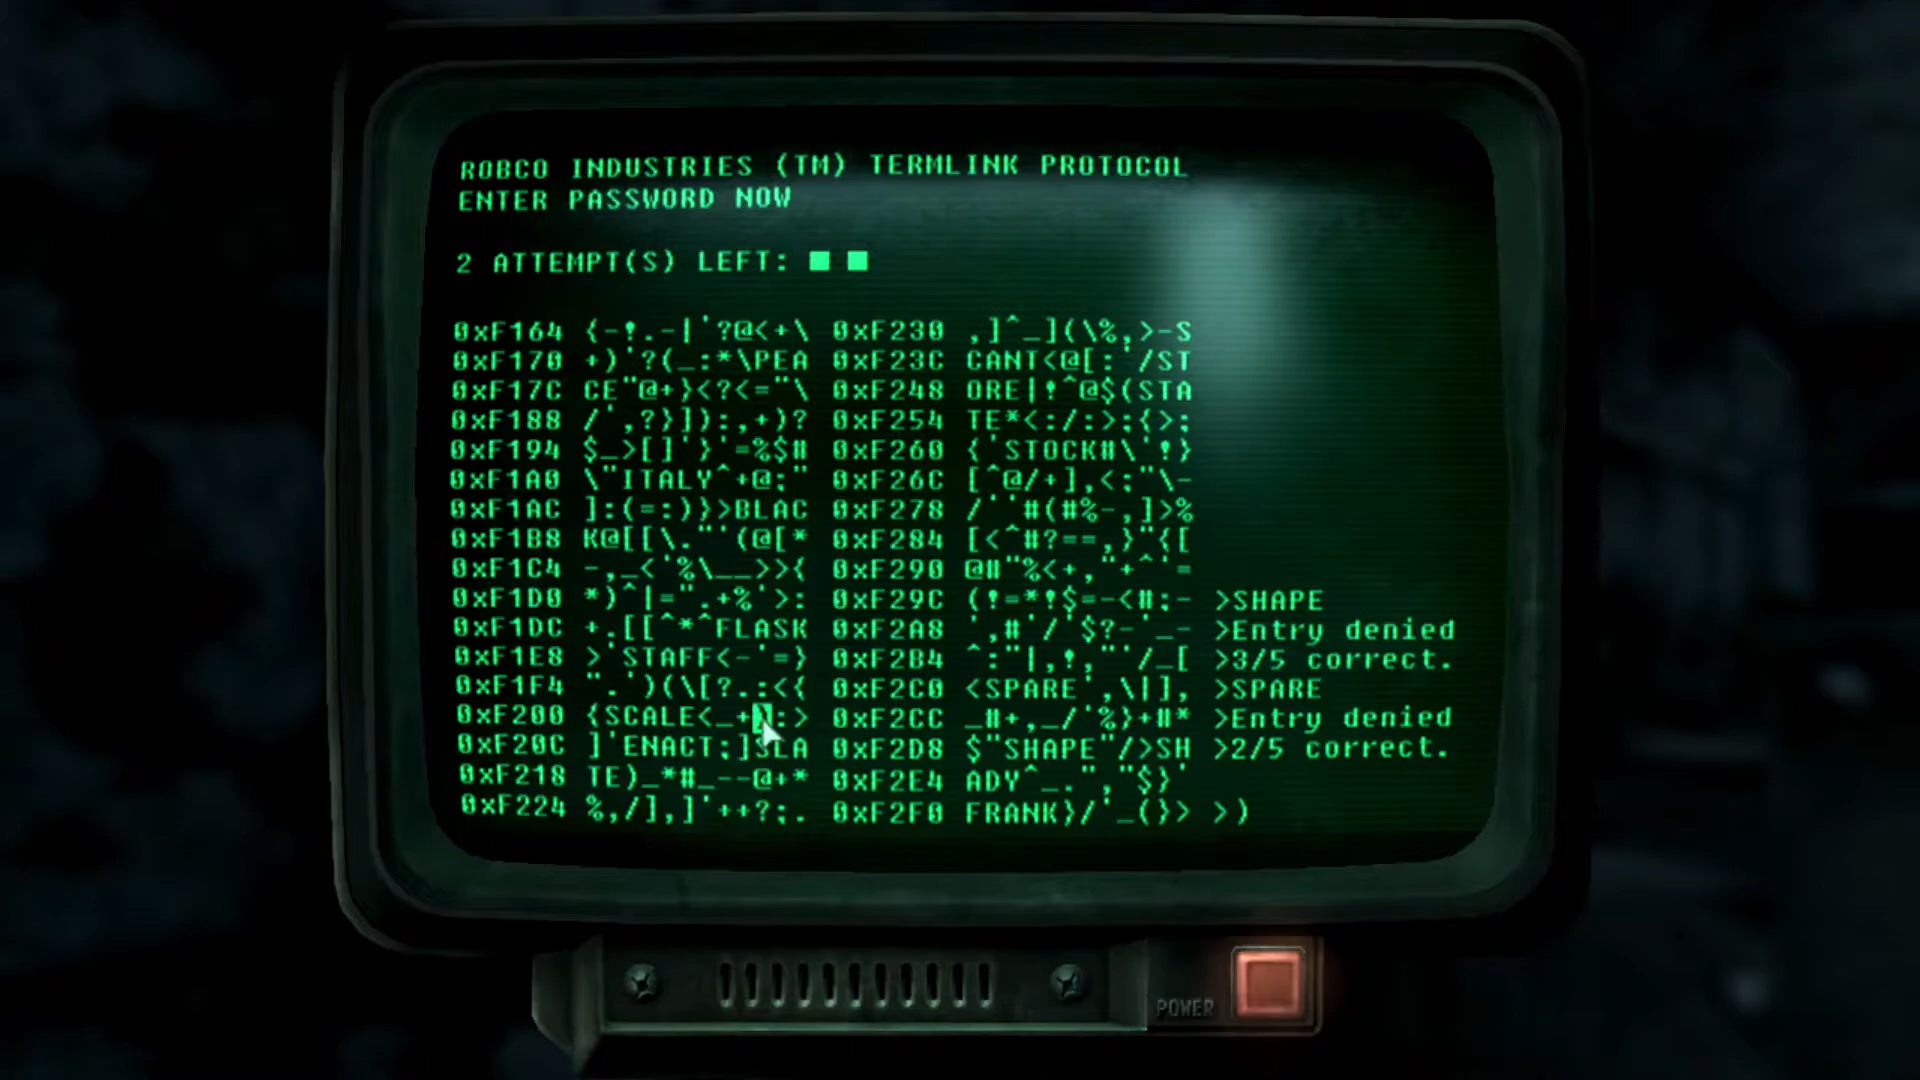 ROBCO INDUSTRIES (TM) TERMLINK PROTOCOL
ENTER PASSWORD NOW
2 ATTEMPT(S) LEFT: ■ ■
0xF164 {-!.-|'?@<+\ 0xF230 ,]^_](\%,>-S
0xF170 +)'?(_:*\PEA 0xF23C CANT<@[:'/ST
0xF17C CE"@+}<?<="\ 0xF248 ORE|!^@$(STA
0xF188 /',?}]):,+)? 0xF254 TE*<:/:>;{>;
0xF194 $_>[]'}'=%$# 0xF260 {'STOCK#\'!}
0xF1A0 \"ITALY^+@;" 0xF26C [^@/+],<;"\-
0xF1AC ]:(=:)}>BLAC 0xF278 /''#(#%-,]>%
0xF1B8 K@[[\."'(@[* 0xF284 [<^#?==,}"{[
0xF1C4 -,_<'%\__>>{ 0xF290 @#"%<+,"+^'=
0xF1D0 *)^|=".+%'>: 0xF29C (!=*!$=-<#;- >SHAPE
0xF1DC +.[[^*^FLASK 0xF2A8 ',#'/'$?-'_- >Entry denied
0xF1E8 >'STAFF<-'=} 0xF2B4 ^:"|,!,"'/_[ >3/5 correct.
0xF1F4 ".')(\[?.:<{ 0xF2C0 <SPARE',\|], >SPARE
0xF200 {SCALE<_+):> 0xF2CC _#+,_/'%}+#* >Entry denied
0xF20C ]'ENACT;]SLA 0xF2D8 $"SHAPE"/>SH >2/5 correct.
0xF218 TE)_*#_--@+* 0xF2E4 ADY^_.","$}'
0xF224 %,/],]'++?;. 0xF2F0 FRANK}/'_(}> >)
POWER